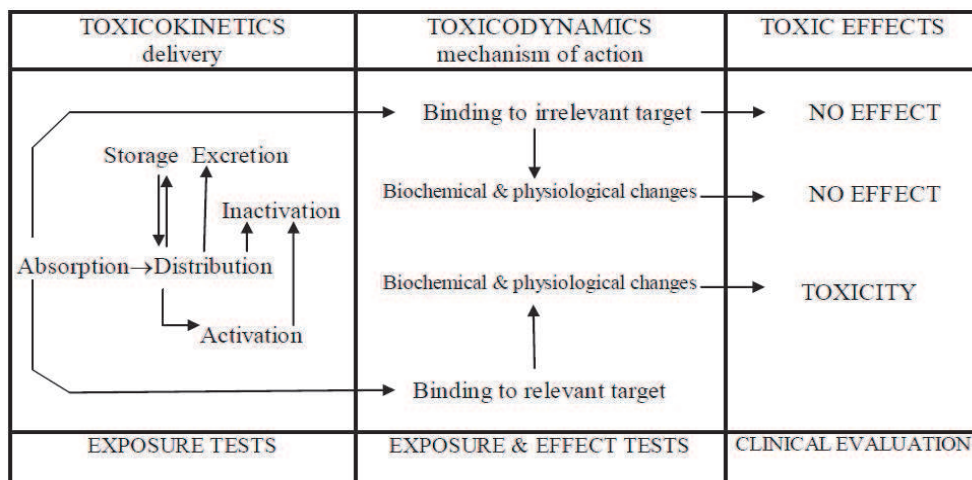 TOXICOKINETICS
delivery
TOXICODYNAMICS
mechanism of action
TOXIC EFFECTS
Binding to irrelevant target
NO EFFECT
Storage Excretion
Biochemical & physiological changes
NO EFFECT
Inactivation
Absorption→Distribution
Biochemical & physiological changes
TOXICITY
Activation
Binding to relevant target
EXPOSURE TESTS
EXPOSURE & EFFECT TESTS
CLINICAL EVALUATION